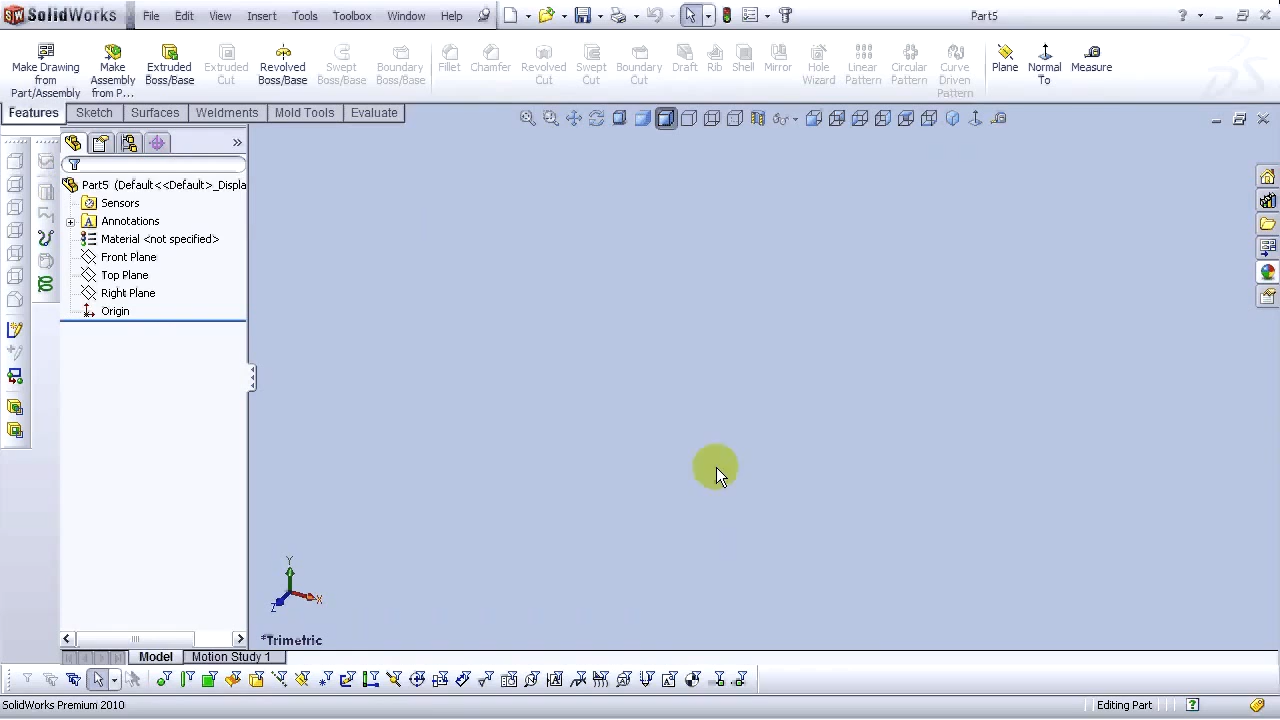 SolidWorks File Edit View Insert Tools Toolbox Window Help Part5
Make Drawing from Part/Assembly
Make Assembly from P...
Extruded Boss/Base
Extruded Cut
Revolved Boss/Base
Swept Boss/Base
Boundary Boss/Base
Fillet
Chamfer
Revolved Cut
Swept Cut
Boundary Cut
Draft
Rib
Shell
Mirror
Hole Wizard
Linear Pattern
Circular Pattern
Curve Driven Pattern
Plane
Normal To
Measure
Features Sketch Surfaces Weldments Mold Tools Evaluate
Part5 (Default<<Default>_Displa
Sensors
Annotations
Material <not specified>
Front Plane
Top Plane
Right Plane
Origin
Y
X
Z
*Trimetric
Model Motion Study 1
SolidWorks Premium 2010 Editing Part